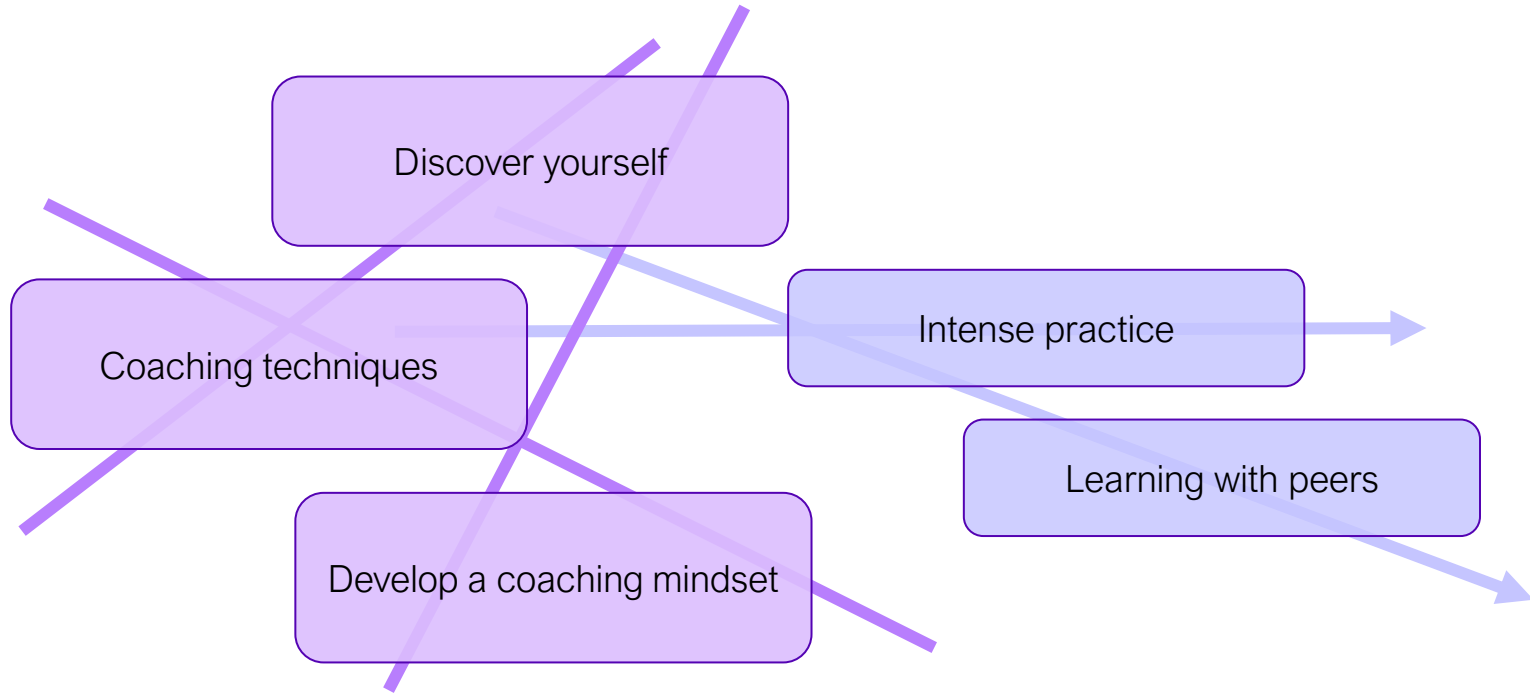 Discover yourself
Coaching techniques
Develop a coaching mindset
Intense practice
Learning with peers